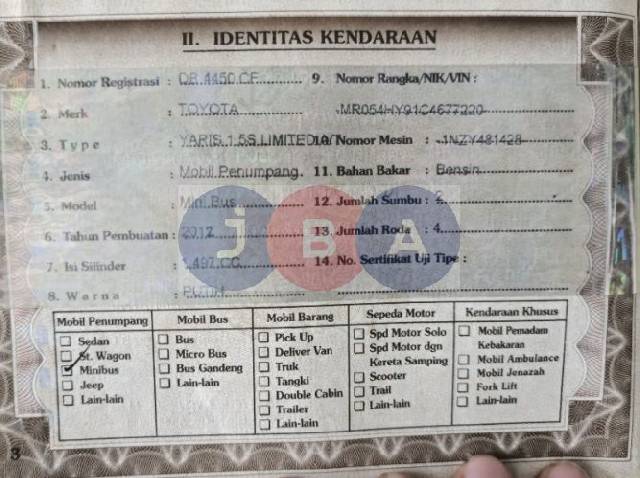 II. IDENTITAS KENDARAAN
1. Nomor Registrasi : DR 4450 CF
9. Nomor Rangka/NIK/VIN :
2. Merk : TOYOTA
MR054HY91C4677220
3. Type : YARIS 1.5S LIMITED
10. Nomor Mesin : 1NZY481428
4. Jenis : Mobil Penumpang
11. Bahan Bakar : Bensin
5. Model : Mini Bus
12. Jumlah Sumbu : 2
6. Tahun Pembuatan : 2012
13. Jumlah Roda : 4
7. Isi Silinder : 1.497 CC
14. No. Sertifikat Uji Tipe :
8. Warna : PUTIH
JBA
Mobil Penumpang
Sedan
St. Wagon
Minibus
Jeep
Lain-lain
Mobil Bus
Bus
Micro Bus
Bus Gandeng
Lain-lain
Mobil Barang
Pick Up
Deliver Van
Truk
Tangki
Double Cabin
Trailer
Lain-lain
Sepeda Motor
Spd Motor Solo
Spd Motor dgn
Kereta Samping
Scooter
Trail
Lain-lain
Kendaraan Khusus
Mobil Pemadam
Kebakaran
Mobil Ambulance
Mobil Jenazah
Fork Lift
Lain-lain
3